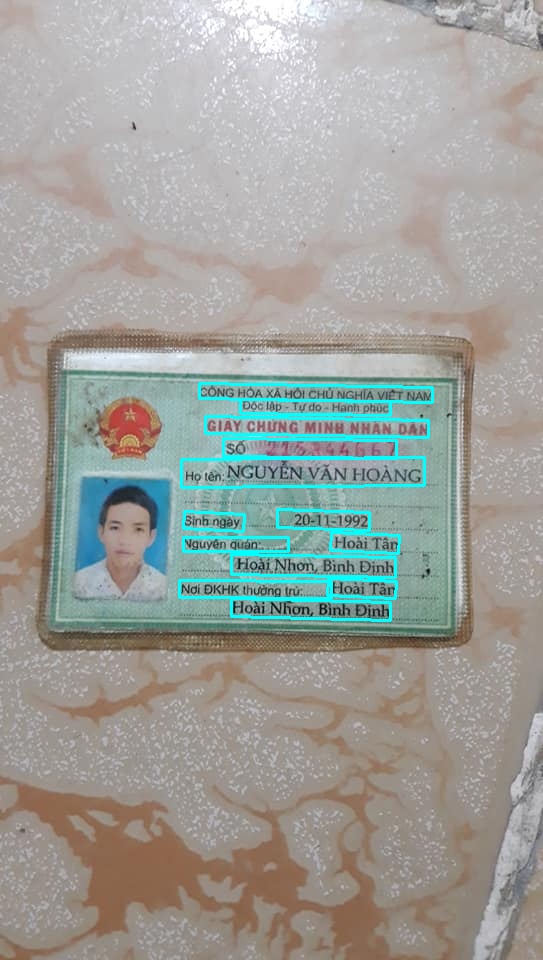 CỘNG HÒA XÃ HỘI CHỦ NGHĨA VIỆT NAM
Độc lập - Tự do - Hạnh phúc
GIẤY CHỨNG MINH NHÂN DÂN
SỐ 215344667
Họ tên: NGUYỄN VĂN HOÀNG
Sinh ngày 20-11-1992
Nguyên quán: Hoài Tân
Hoài Nhơn, Bình Định
Nơi ĐKHK thường trú: Hoài Tân
Hoài Nhơn, Bình Định